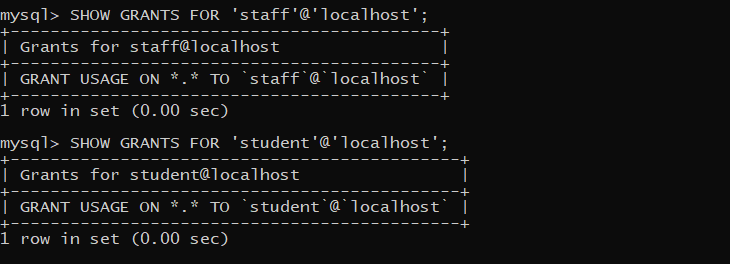 mysql> SHOW GRANTS FOR 'staff'@'localhost';
+------------------------------------------+
| Grants for staff@localhost                |
+------------------------------------------+
| GRANT USAGE ON *.* TO `staff`@`localhost` |
+------------------------------------------+
1 row in set (0.00 sec)
mysql> SHOW GRANTS FOR 'student'@'localhost';
+--------------------------------------------+
| Grants for student@localhost                |
+--------------------------------------------+
| GRANT USAGE ON *.* TO `student`@`localhost` |
+--------------------------------------------+
1 row in set (0.00 sec)